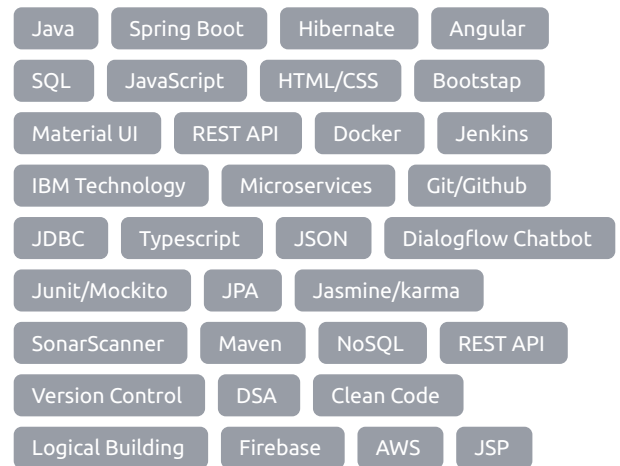 Java Spring Boot Hibernate Angular
SQL JavaScript HTML/CSS Bootstap
Material UI REST API Docker Jenkins
IBM Technology Microservices Git/Github
JDBC Typescript JSON Dialogflow Chatbot
Junit/Mockito JPA Jasmine/karma
SonarScanner Maven NoSQL REST API
Version Control DSA Clean Code
Logical Building Firebase AWS JSP